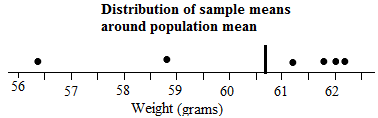 Distribution of sample means
around population mean
56 57 58 59 60 61 62
Weight (grams)